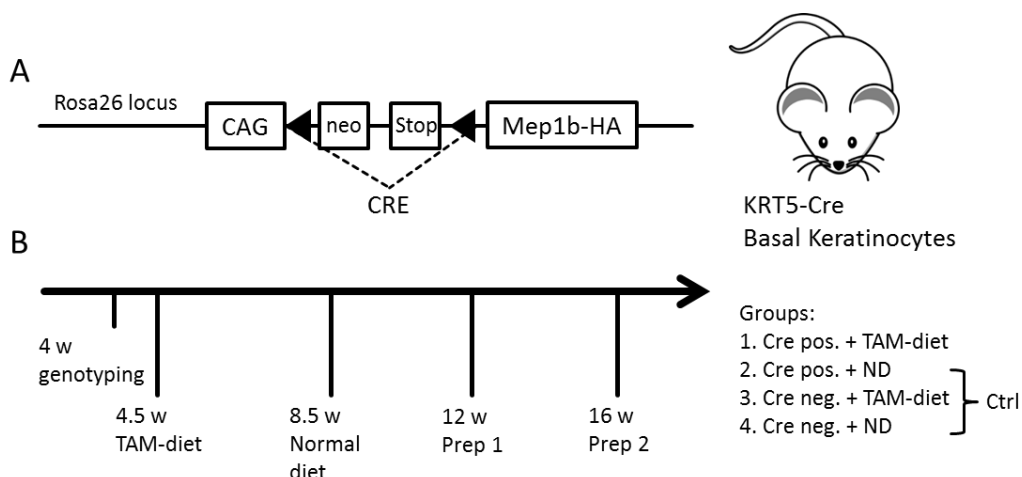 A
Rosa26 locus
CAG
neo
Stop
Mep1b-HA
CRE
KRT5-Cre
Basal Keratinocytes
B
4 w
genotyping
4.5 w
TAM-diet
8.5 w
Normal
diet
12 w
Prep 1
16 w
Prep 2
Groups:
1. Cre pos. + TAM-diet
2. Cre pos. + ND
3. Cre neg. + TAM-diet
4. Cre neg. + ND
Ctrl